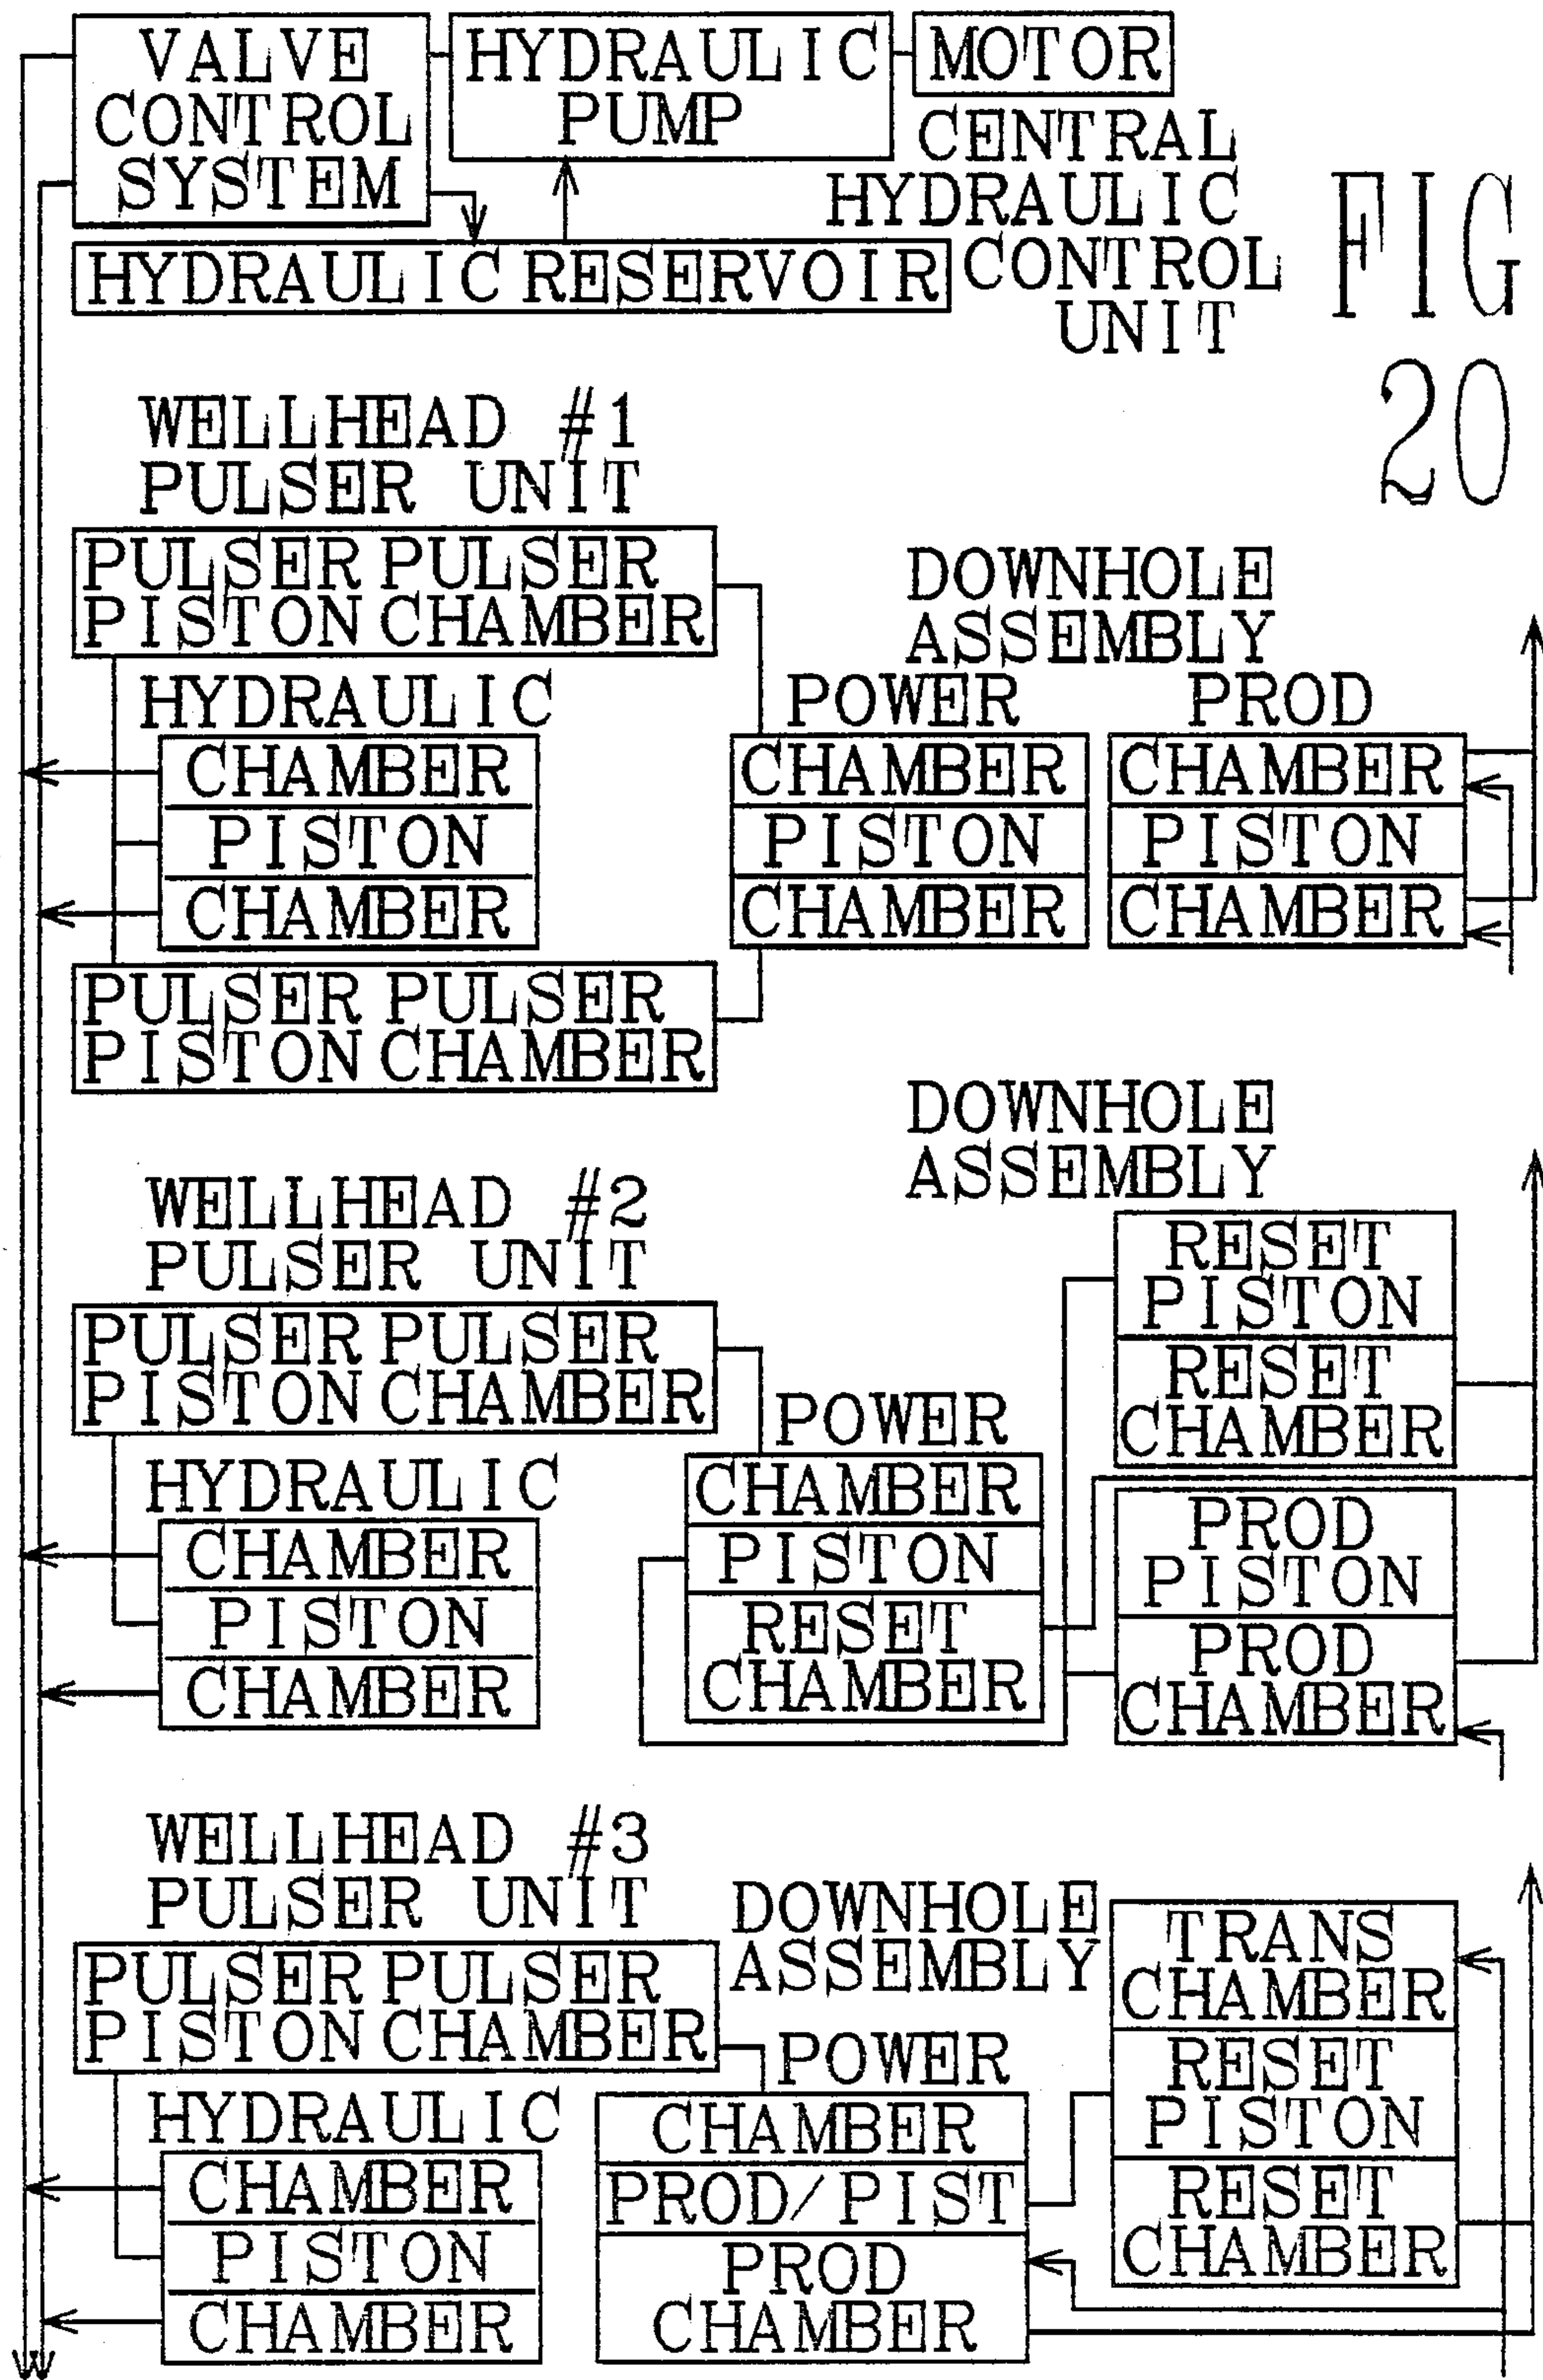 VALVE
CONTROL
SYSTEM
HYDRAULIC
PUMP
MOTOR
CENTRAL
HYDRAULIC
CONTROL
UNIT
HYDRAULIC RESERVOIR
FIG
20
WELLHEAD #1
PULSER UNIT
PULSER PULSER
PISTON CHAMBER
HYDRAULIC
CHAMBER
PISTON
CHAMBER
PULSER PULSER
PISTON CHAMBER
DOWNHOLE
ASSEMBLY
POWER
CHAMBER
PISTON
CHAMBER
PROD
CHAMBER
PISTON
CHAMBER
WELLHEAD #2
PULSER UNIT
PULSER PULSER
PISTON CHAMBER
HYDRAULIC
CHAMBER
PISTON
CHAMBER
DOWNHOLE
ASSEMBLY
POWER
CHAMBER
PISTON
RESET
CHAMBER
RESET
PISTON
RESET
CHAMBER
PROD
PISTON
PROD
CHAMBER
WELLHEAD #3
PULSER UNIT
PULSER PULSER
PISTON CHAMBER
HYDRAULIC
CHAMBER
PISTON
CHAMBER
DOWNHOLE
ASSEMBLY
POWER
CHAMBER
PROD/PIST
PROD
CHAMBER
TRANS
CHAMBER
RESET
PISTON
RESET
CHAMBER